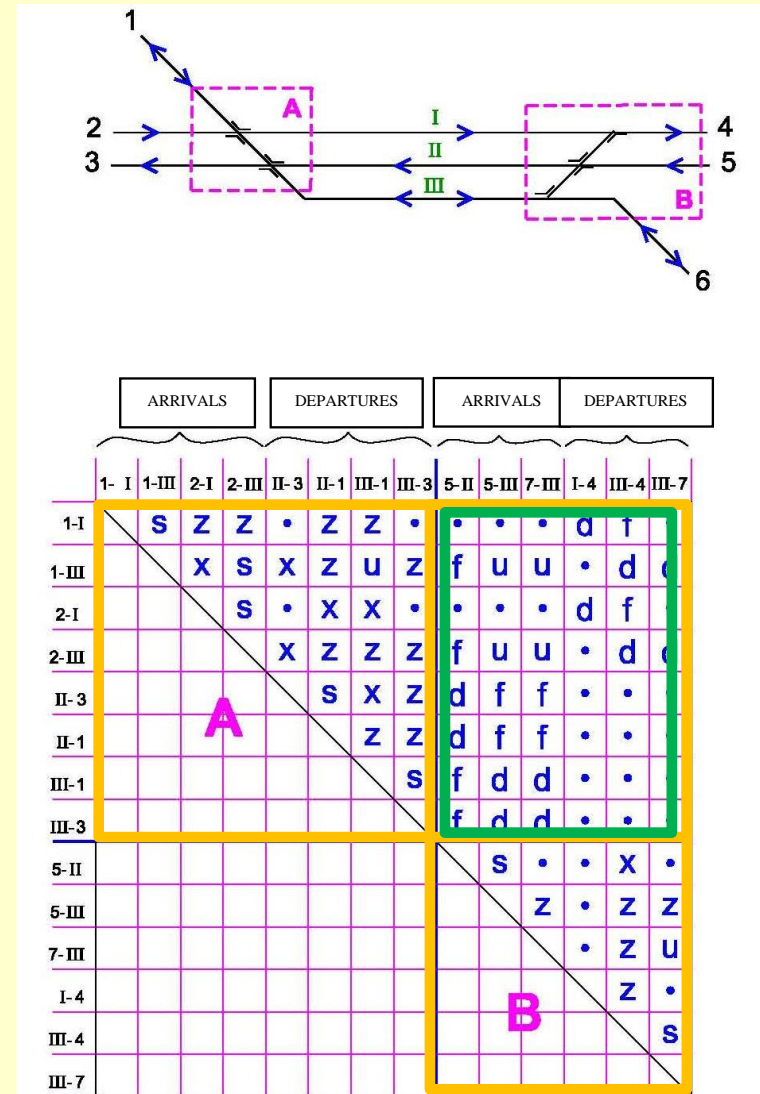 1
A
2
I
4
3
II
5
III
B
6
ARRIVALS DEPARTURES ARRIVALS DEPARTURES
1- I 1-III 2-I 2-III II-3 II-1 III-1 III-3 5-II 5-III 7-III I-4 III-4 III-7
1-I s z z • z z • • • • d f
1-III x s x z u z f u u • d
2-I s • x x • • • • d f
2-III x z z z f u u • d
II-3 s x z d f f • •
A
II-1 z z d f f • •
III-1 s f d d • •
III-3 f d d • •
5-II s • • x •
5-III z • z z
7-III • z u
I-4 z •
B
III-4 s
III-7